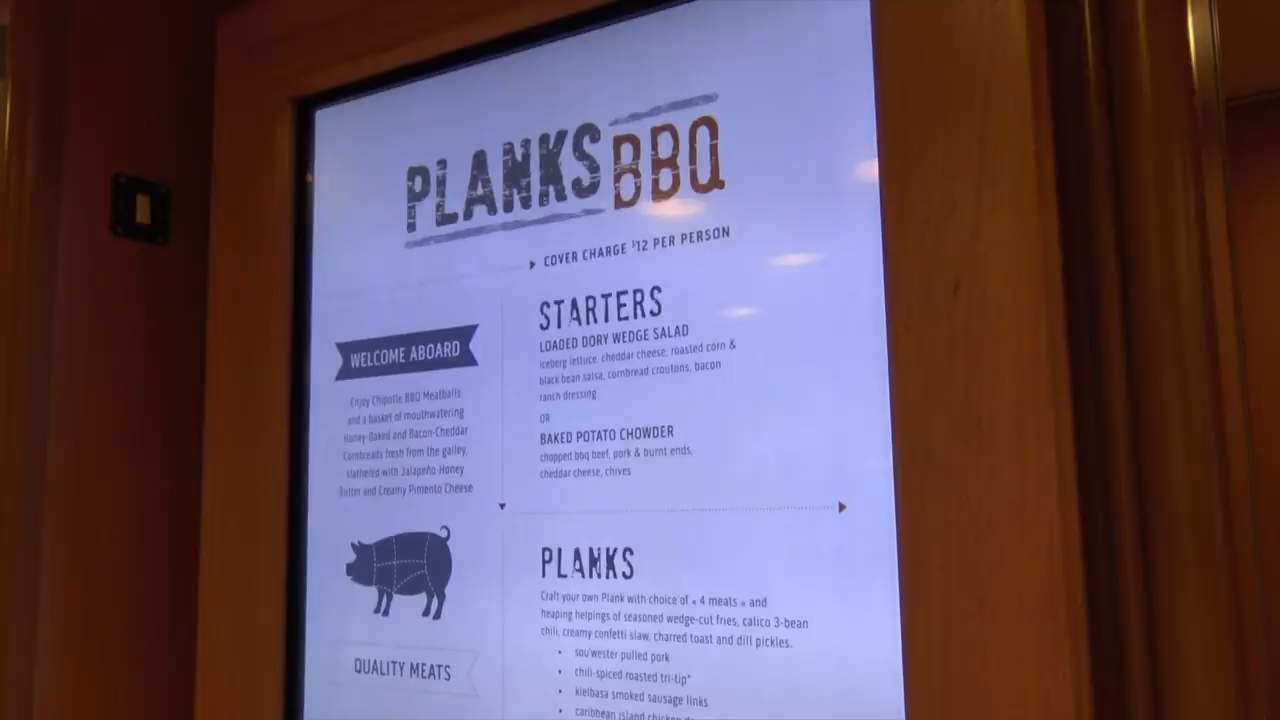 PLANKS BBQ
COVER CHARGE $12 PER PERSON
WELCOME ABOARD
Enjoy Chipotle BBQ Meatballs
and a basket of mouthwatering
Honey-Baked and Bacon-Cheddar
Cornbreads fresh from the galley,
slathered with Jalapeño-Honey
Butter and Creamy Pimento Cheese
QUALITY MEATS
STARTERS
LOADED DORY WEDGE SALAD
iceberg lettuce, cheddar cheese, roasted corn &
black bean salsa, cornbread croutons, bacon
ranch dressing
OR
BAKED POTATO CHOWDER
chopped bbq beef, pork & burnt ends,
cheddar cheese, chives
PLANKS
Craft your own Plank with choice of « 4 meats » and
heaping helpings of seasoned wedge-cut fries, calico 3-bean
chili, creamy confetti slaw, charred toast and dill pickles.
• sou'wester pulled pork
• chili-spiced roasted tri-tip*
• kielbasa smoked sausage links
• caribbean island chicken